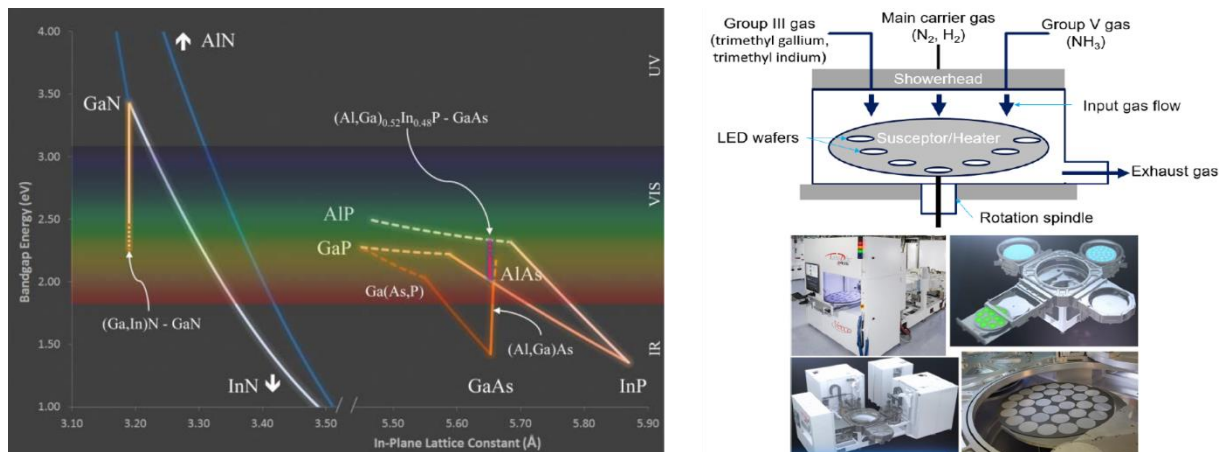 4.00
3.50
3.00
2.50
2.00
1.50
1.00
Bandgap Energy (eV)
3.10
3.20
3.30
3.40
3.50
5.50
5.60
5.70
5.80
5.90
In-Plane Lattice Constant (Å)
UV
VIS
IR
AlN
GaN
(Al,Ga)0.52In0.48P - GaAs
AlP
GaP
AlAs
Ga(As,P)
(Ga,In)N - GaN
(Al,Ga)As
InN
GaAs
InP
Group III gas
(trimethyl gallium,
trimethyl indium)
Main carrier gas
(N2, H2)
Group V gas
(NH3)
Showerhead
Input gas flow
LED wafers
Susceptor/Heater
Exhaust gas
Rotation spindle